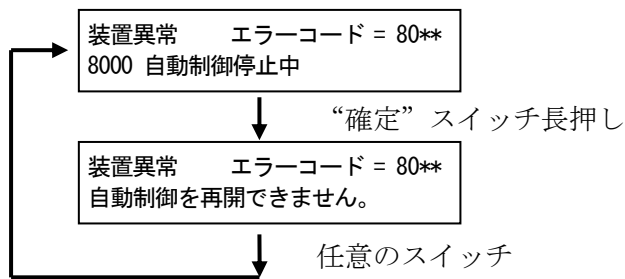 装置異常　　エラーコード = 80**
8000 自動制御停止中
“確定”スイッチ長押し
装置異常　　エラーコード = 80**
自動制御を再開できません。
任意のスイッチ